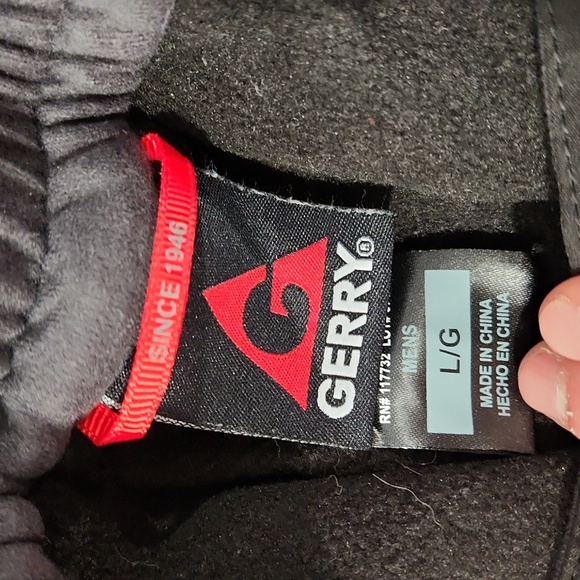 SINCE 1946
G
GERRY®
RN# 117732
MENS
L/G
MADE IN CHINA
HECHO EN CHINA